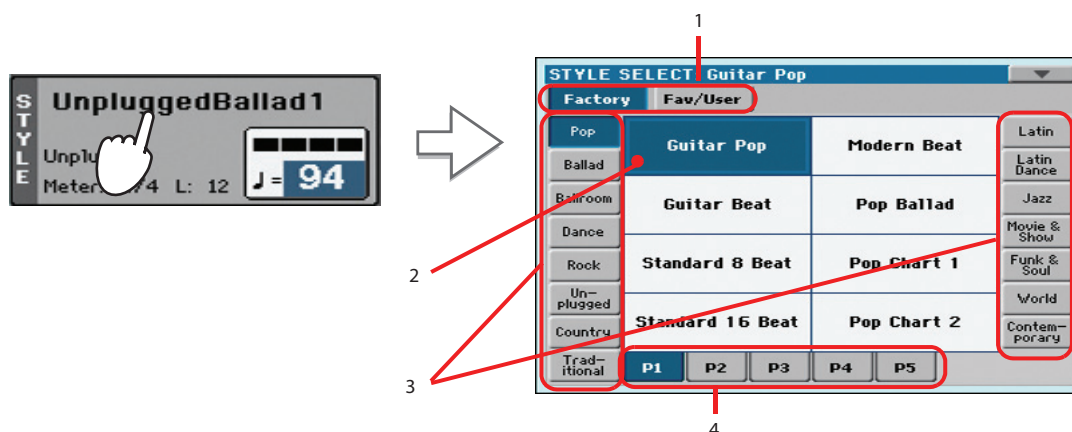 1
STYLE
UnpluggedBallad1
Unplu
Meter: /4 L: 12
♩= 94
STYLE SELECT Guitar Pop
Factory Fav/User
Pop
Ballad
Ballroom
Dance
Rock
Un-
plugged
Country
Trad-
itional
Guitar Pop Modern Beat
Guitar Beat Pop Ballad
Standard 8 Beat Pop Chart 1
Standard 16 Beat Pop Chart 2
Latin
Latin
Dance
Jazz
Movie &
Show
Funk &
Soul
World
Contem-
porary
P1 P2 P3 P4 P5
2
3
4